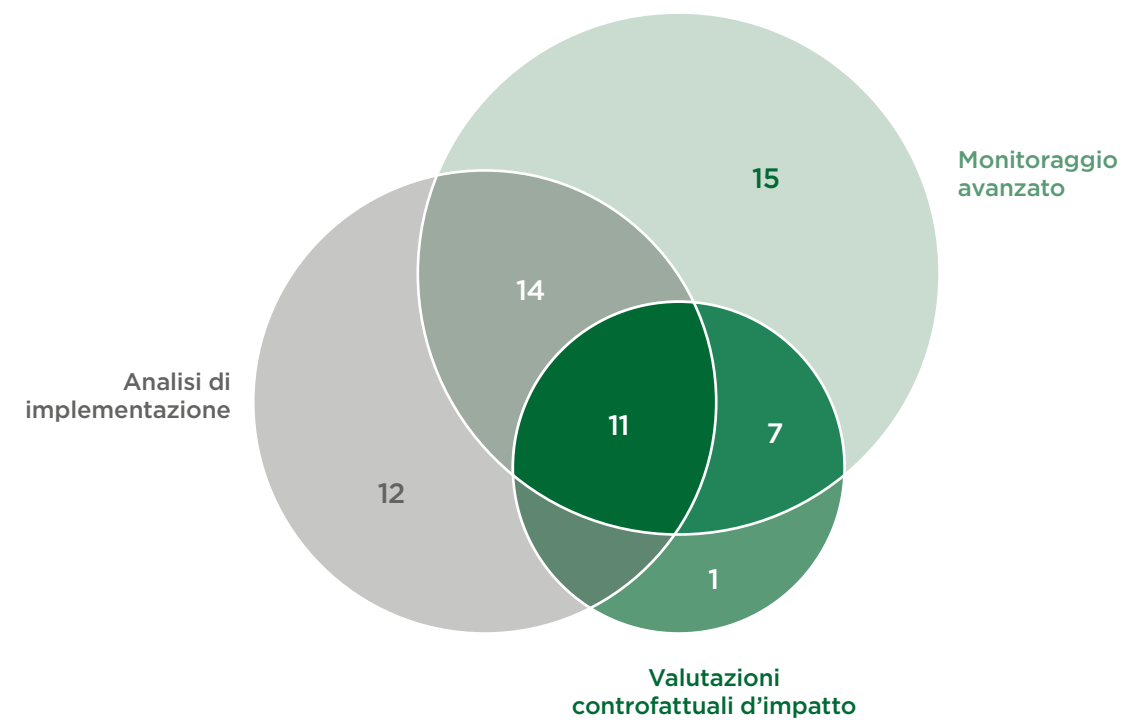 15
Monitoraggio
avanzato
14
Analisi di
implementazione
11
7
12
1
Valutazioni
controfattuali d’impatto